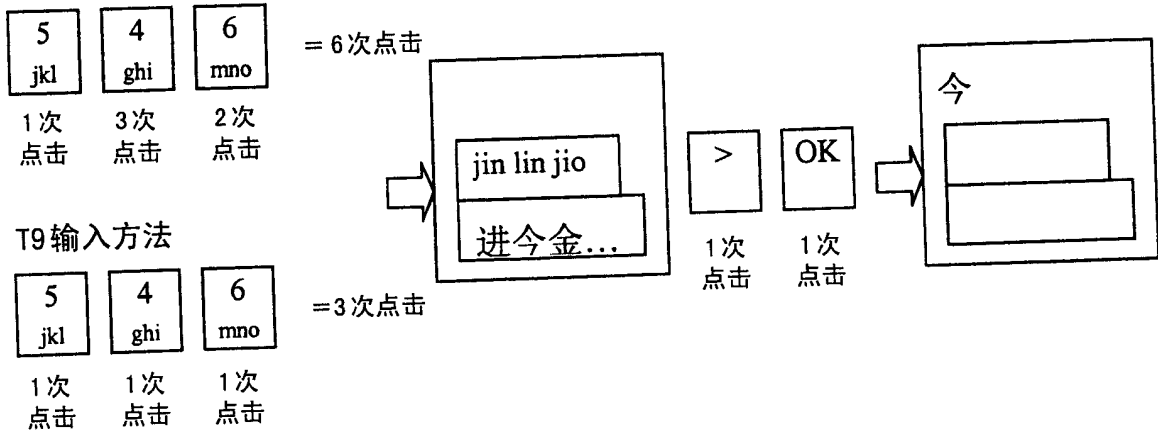 5 4 6
jkl ghi mno
=6次点击
1次 3次 2次
点击 点击 点击
T9输入方法
5 4 6
jkl ghi mno
=3次点击
1次 1次 1次
点击 点击 点击
jin lin jio
进今金...
> OK
1次 1次
点击 点击
今